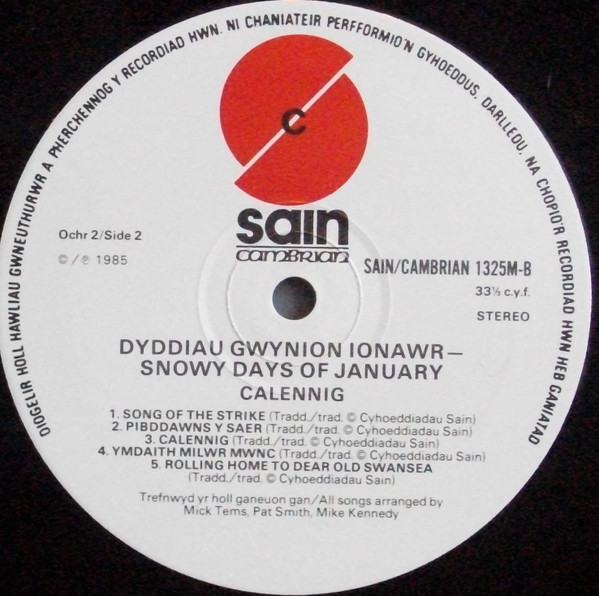 DIOGELIR HOLL HAWLIAU GWNEUTHURWR A PHERCHENNOG Y RECORDIAD HWN. NI CHANIATEIR PERFFORMIO'N GYHOEDDUS, DARLLEDU, NA CHOPIO'R RECORDIAD HWN HEB GANIATAD
C
sain
CAMBRIAN
Ochr 2/Side 2
©/℗ 1985
SAIN/CAMBRIAN 1325M-B
33⅓ c.y.f.
STEREO
DYDDIAU GWYNION IONAWR—
SNOWY DAYS OF JANUARY
CALENNIG
1. SONG OF THE STRIKE (Tradd./trad. © Cyhoeddiadau Sain)
2. PIBDDAWNS Y SAER (Tradd./trad. © Cyhoeddiadau Sain)
3. CALENNIG (Tradd./trad. © Cyhoeddiadau Sain)
4. YMDAITH MILWR MWNC (Tradd./trad. © Cyhoeddiadau Sain)
5. ROLLING HOME TO DEAR OLD SWANSEA
(Tradd./trad. © Cyhoeddiadau Sain)
Trefnwyd yr holl ganeuon gan/All songs arranged by
Mick Tems, Pat Smith, Mike Kennedy